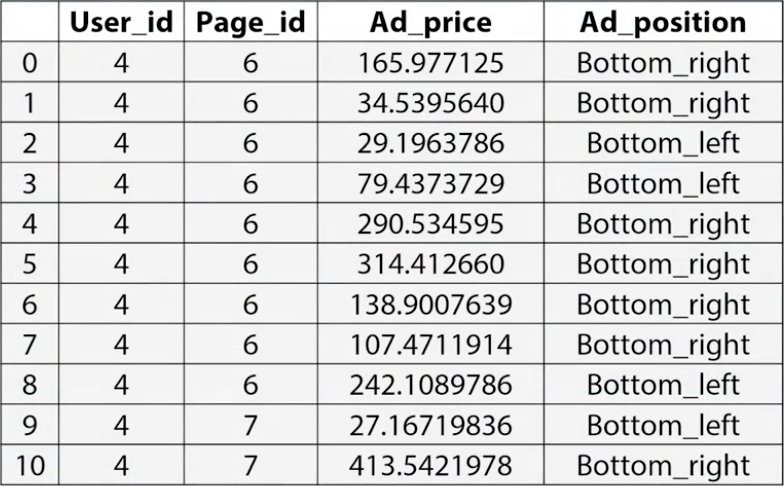 User_id Page_id Ad_price Ad_position
0 4 6 165.977125 Bottom_right
1 4 6 34.5395640 Bottom_right
2 4 6 29.1963786 Bottom_left
3 4 6 79.4373729 Bottom_left
4 4 6 290.534595 Bottom_right
5 4 6 314.412660 Bottom_right
6 4 6 138.9007639 Bottom_right
7 4 6 107.4711914 Bottom_right
8 4 6 242.1089786 Bottom_left
9 4 7 27.16719836 Bottom_left
10 4 7 413.5421978 Bottom_right